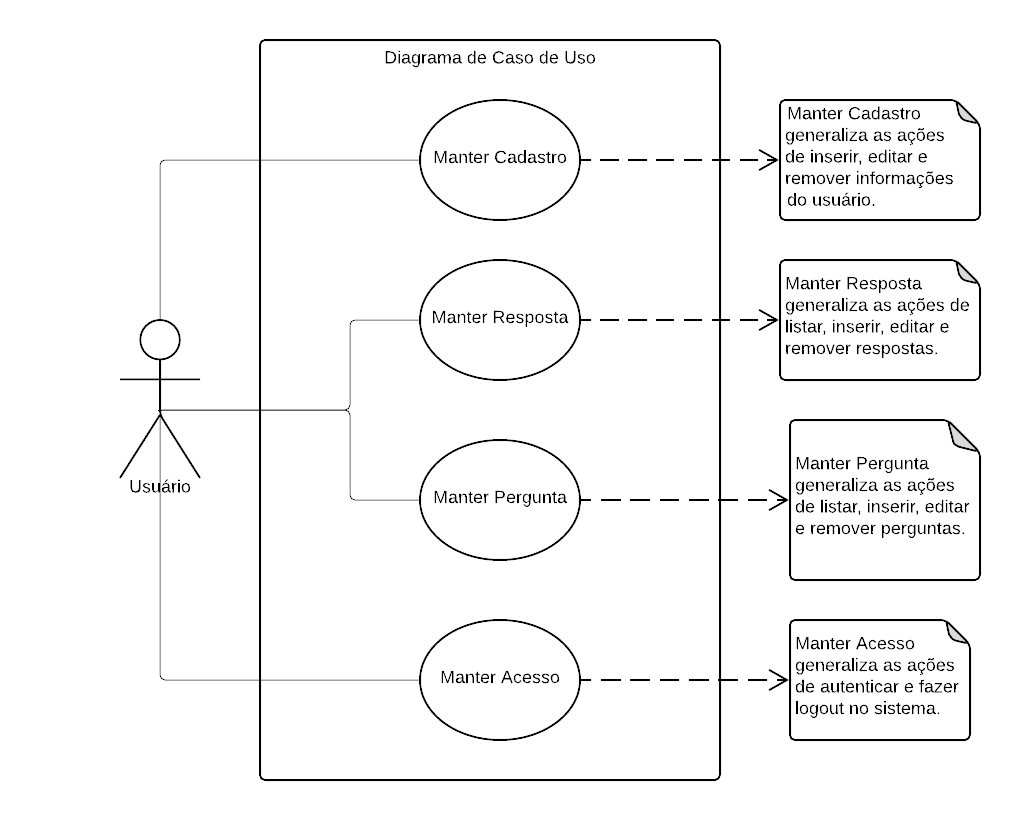 Diagrama de Caso de Uso
Manter Cadastro
Manter Cadastro
generaliza as ações
de inserir, editar e
remover informações
do usuário.
Manter Resposta
Manter Resposta
generaliza as ações de
listar, inserir, editar e
remover respostas.
Usuário
Manter Pergunta
Manter Pergunta
generaliza as ações
de listar, inserir, editar
e remover perguntas.
Manter Acesso
Manter Acesso
generaliza as ações
de autenticar e fazer
logout no sistema.